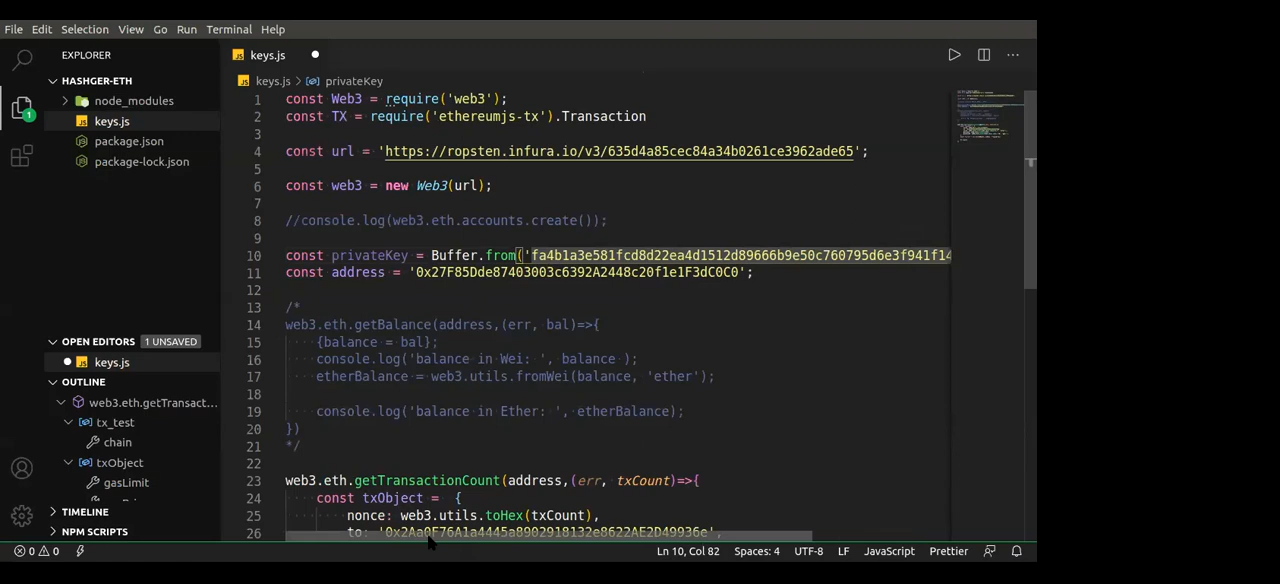 File Edit Selection View Go Run Terminal Help
EXPLORER
keys.js
HASHGER-ETH
node_modules
keys.js
package.json
package-lock.json
OPEN EDITORS 1 UNSAVED
keys.js
OUTLINE
web3.eth.getTransact...
tx_test
chain
txObject
gasLimit
TIMELINE
NPM SCRIPTS
keys.js > privateKey
1 const Web3 = require('web3');
2 const TX = require('ethereumjs-tx').Transaction
3
4 const url = 'https://ropsten.infura.io/v3/635d4a85cec84a34b0261ce3962ade65';
5
6 const web3 = new Web3(url);
7
8 //console.log(web3.eth.accounts.create());
9
10 const privateKey = Buffer.from('fa4b1a3e581fcd8d22ea4d1512d89666b9e50c760795d6e3f941f14
11 const address = '0x27F85Dde87403003c6392A2448c20f1e1F3dC0C0';
12
13 /*
14 web3.eth.getBalance(address,(err, bal)=>{
15 {balance = bal};
16 console.log('balance in Wei: ', balance );
17 etherBalance = web3.utils.fromWei(balance, 'ether');
18
19 console.log('balance in Ether: ', etherBalance);
20 })
21 */
22
23 web3.eth.getTransactionCount(address,(err, txCount)=>{
24 const txObject = {
25 nonce: web3.utils.toHex(txCount),
26 to: '0x2Aa0F76A1a4445a8902918132e8622AE2D49936e',
0 0 Ln 10, Col 82 Spaces: 4 UTF-8 LF JavaScript Prettier